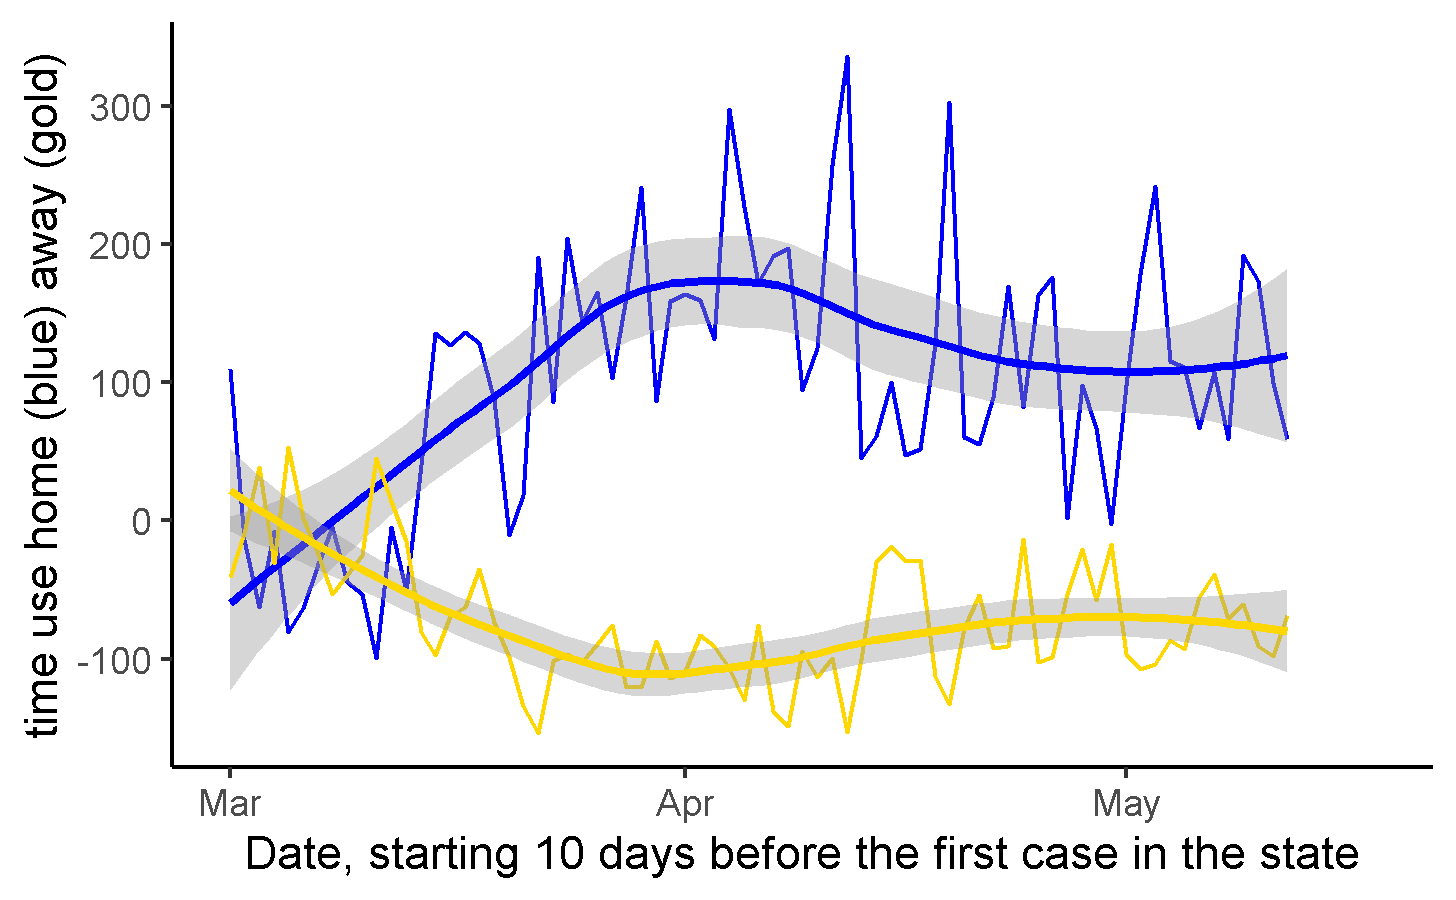 time use home (blue) away (gold)
300
200
100
0
-100
Mar
Apr
May
Date, starting 10 days before the first case in the state